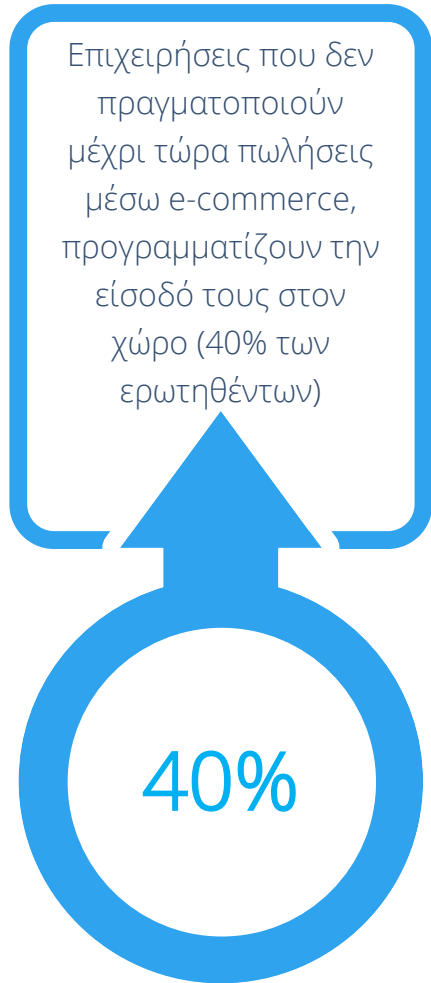 Επιχειρήσεις που δεν
πραγματοποιούν
μέχρι τώρα πωλήσεις
μέσω e-commerce,
προγραμματίζουν την
είσοδό τους στον
χώρο (40% των
ερωτηθέντων)
40%